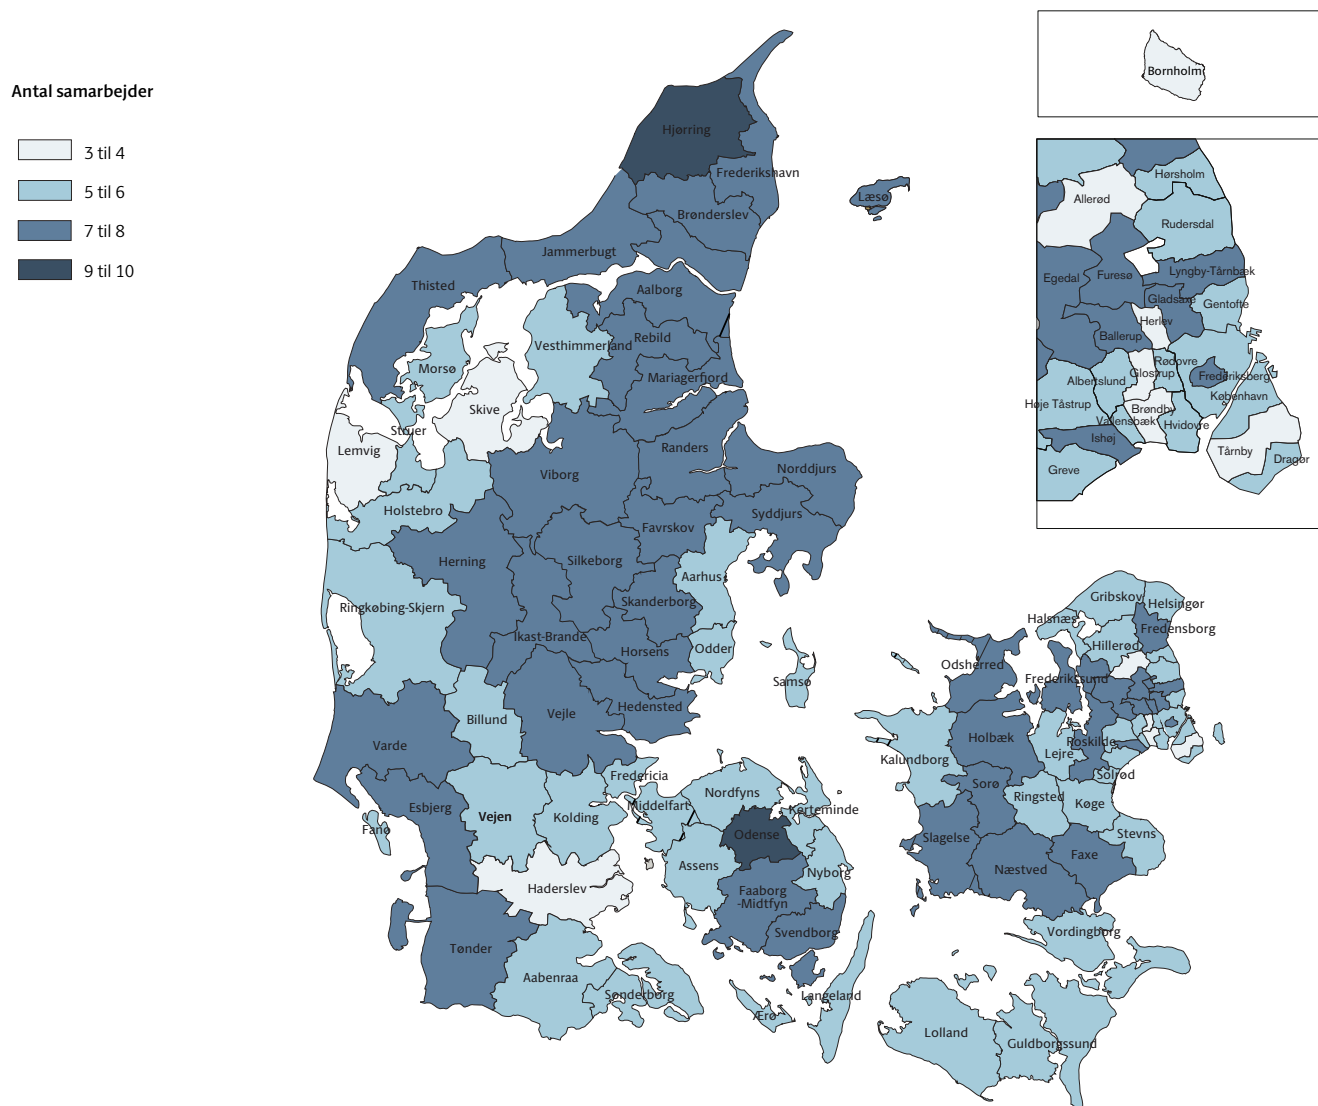 Antal samarbejder
3 til 4
5 til 6
7 til 8
9 til 10
Bornholm
Hjørring
Frederikshavn
Læsø
Brønderslev
Jammerbugt
Thisted
Aalborg
Rebild
Vesthimmerland
Morsø
Mariagerfjord
Skive
Struer
Lemvig
Randers
Viborg
Norddjurs
Holstebro
Syddjurs
Favrskov
Herning
Silkeborg
Aarhus
Skanderborg
Ringkøbing-Skjern
Ikast-Brande
Horsens
Odder
Samsø
Hedensted
Billund
Vejle
Varde
Fredericia
Esbjerg
Middelfart
Nordfyns
Kerteminde
Vejen
Kolding
Fanø
Odense
Assens
Nyborg
Haderslev
Faaborg
-Midtfyn
Svendborg
Tønder
Aabenraa
Sønderborg
Langeland
Ærø
Hørsholm
Allerød
Rudersdal
Egedal
Furesø
Lyngby-Tårnbæk
Gladsaxe
Gentofte
Herlev
Ballerup
Rødovre
Glostrup
Albertslund
Frederiksberg
København
Høje Tåstrup
Brøndby
Vallensbæk
Hvidovre
Ishøj
Tårnby
Dragør
Greve
Gribskov
Helsingør
Halsnæs
Fredensborg
Hillerød
Odsherred
Frederikssund
Holbæk
Roskilde
Lejre
Kalundborg
Solrød
Sorø
Ringsted
Køge
Stevns
Slagelse
Faxe
Næstved
Vordingborg
Lolland
Guldborgssund